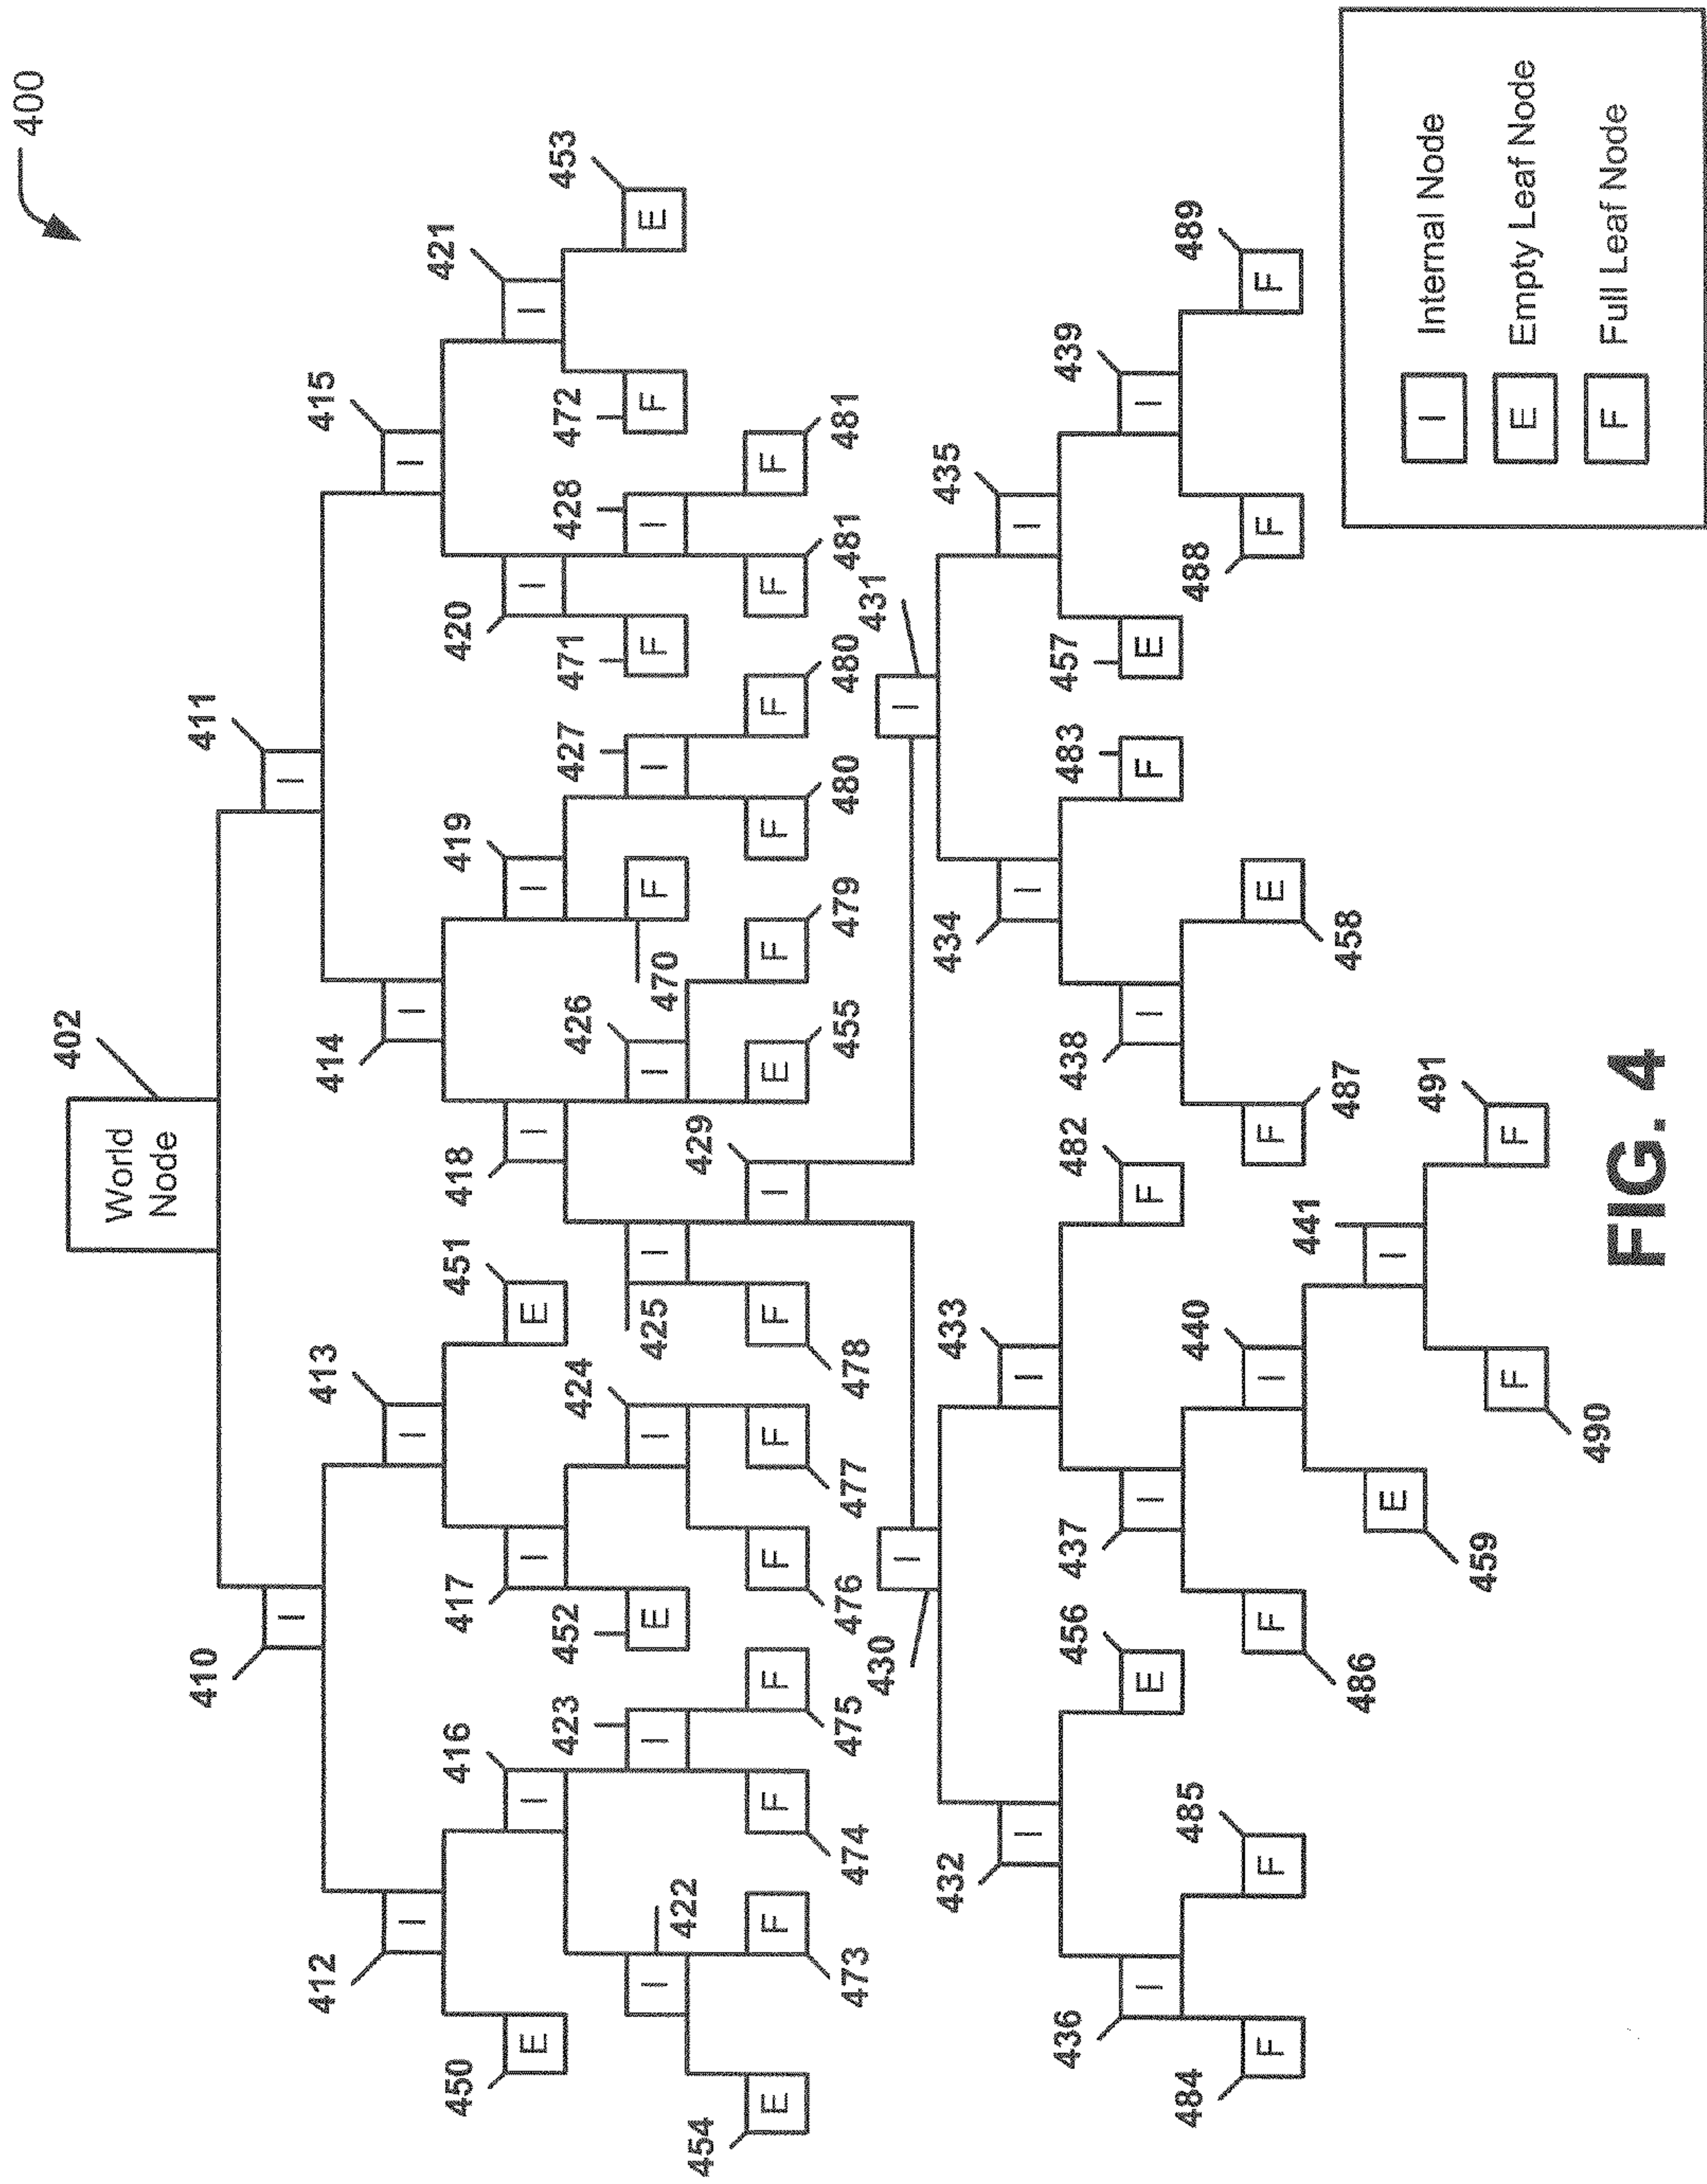 400
402
World
Node
410
411
I
I
412
413
414
415
I
I
I
I
450
416
417
451
418
419
420
421
E
I
I
E
I
I
I
I
423
452
424
426
427
471
428
472
453
I
I
E
I
I
I
F
I
F
I
F
E
422
425
470
454
429
E
F
F
F
F
F
F
I
E
F
F
F
F
F
473
474
475
476
477
478
455
479
480
480
481
481
430
431
I
I
432
433
434
435
I
I
I
I
436
456
437
482
438
483
457
439
I
E
I
F
I
F
E
I
484
485
440
488
489
F
F
F
I
F
E
F
F
486
441
487
458
E
I
459
491
F
F
490
FIG. 4
I Internal Node
E Empty Leaf Node
F Full Leaf Node